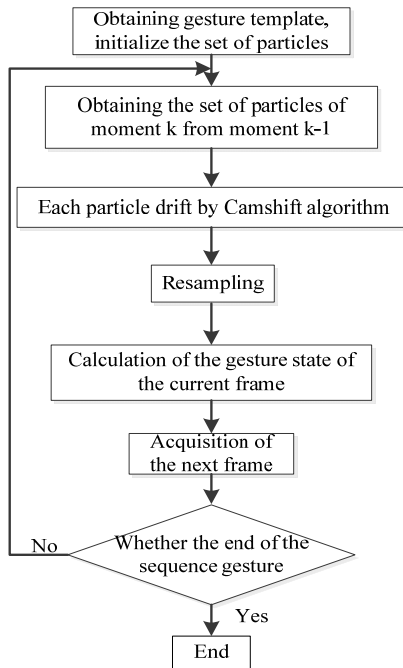 Obtaining gesture template,
initialize the set of particles
Obtaining the set of particles of
moment k from moment k-1
Each particle drift by Camshift algorithm
Resampling
Calculation of the gesture state of
the current frame
Acquisition of
the next frame
Whether the end of the
sequence gesture
No
Yes
End